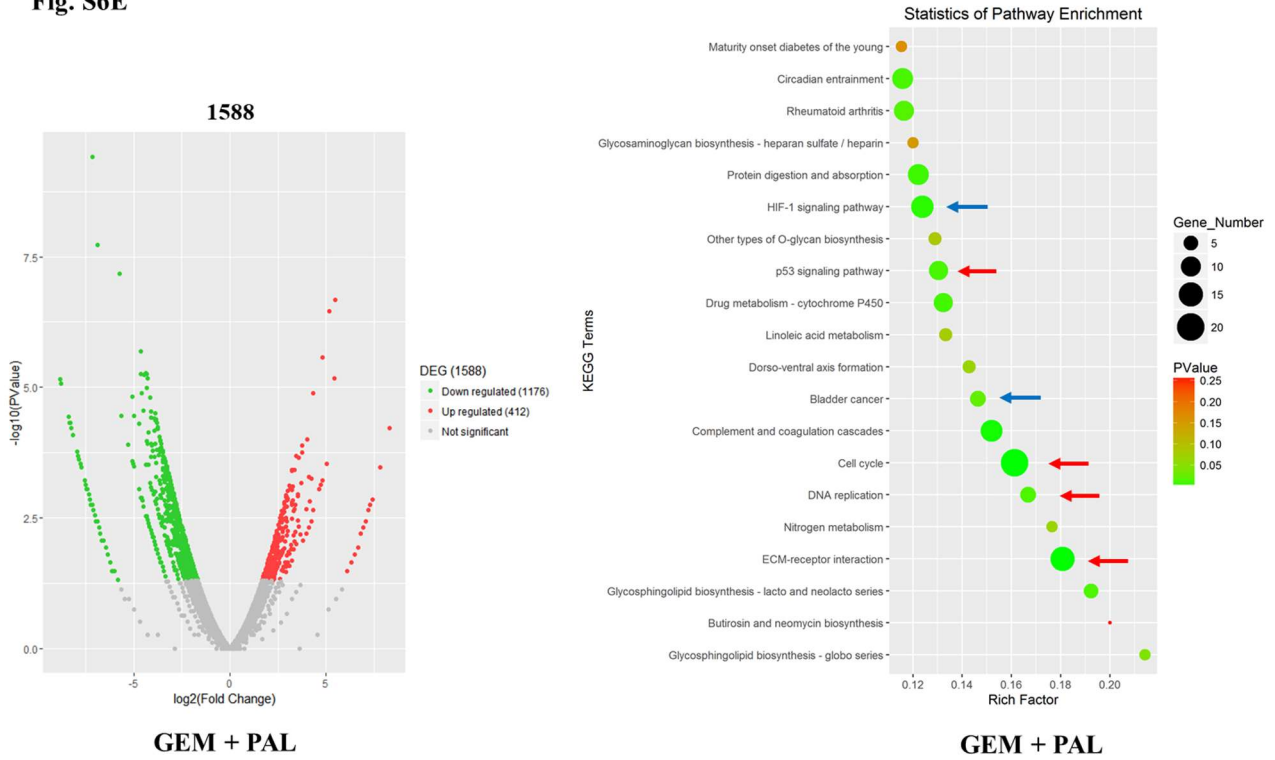 Fig. S6E
1588
-log10(PValue)
7.5
5.0
2.5
0.0
-5
0
5
log2(Fold Change)
DEG (1588)
Down regulated (1176)
Up regulated (412)
Not significant
GEM + PAL
Statistics of Pathway Enrichment
KEGG Terms
Maturity onset diabetes of the young
Circadian entrainment
Rheumatoid arthritis
Glycosaminoglycan biosynthesis - heparan sulfate / heparin
Protein digestion and absorption
HIF-1 signaling pathway
Other types of O-glycan biosynthesis
p53 signaling pathway
Drug metabolism - cytochrome P450
Linoleic acid metabolism
Dorso-ventral axis formation
Bladder cancer
Complement and coagulation cascades
Cell cycle
DNA replication
Nitrogen metabolism
ECM-receptor interaction
Glycosphingolipid biosynthesis - lacto and neolacto series
Butirosin and neomycin biosynthesis
Glycosphingolipid biosynthesis - globo series
0.12
0.14
0.16
0.18
0.20
Rich Factor
Gene_Number
5
10
15
20
PValue
0.25
0.20
0.15
0.10
0.05
GEM + PAL